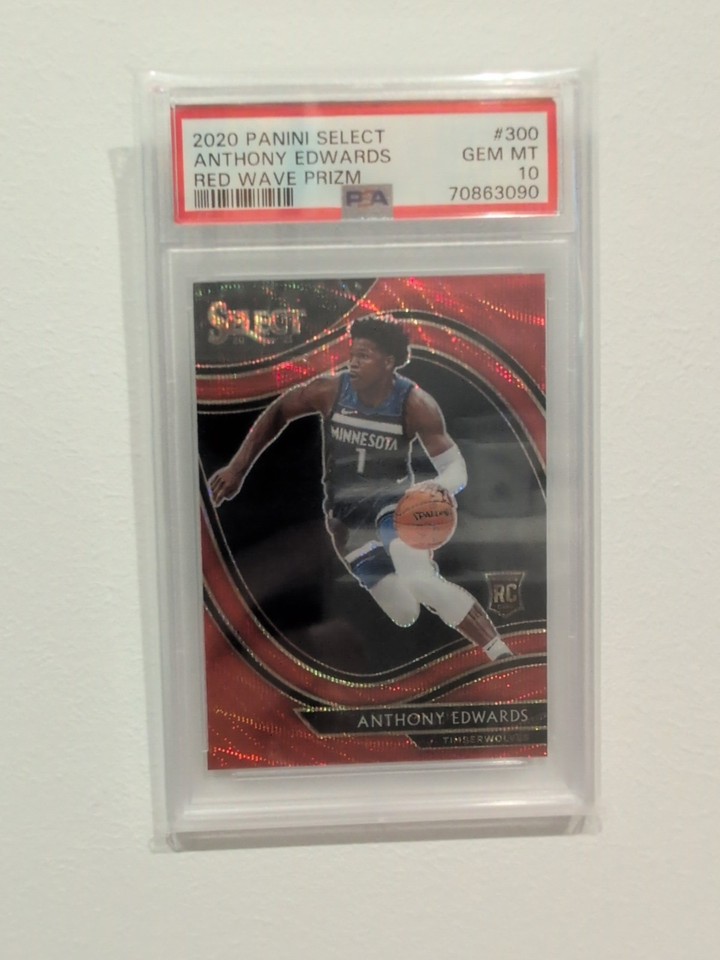 2020 PANINI SELECT #300
ANTHONY EDWARDS GEM MT
RED WAVE PRIZM 10
PSA 70863090
SELECT
MINNESOTA
1
SPALDING
RC
ANTHONY EDWARDS
TIMBERWOLVES